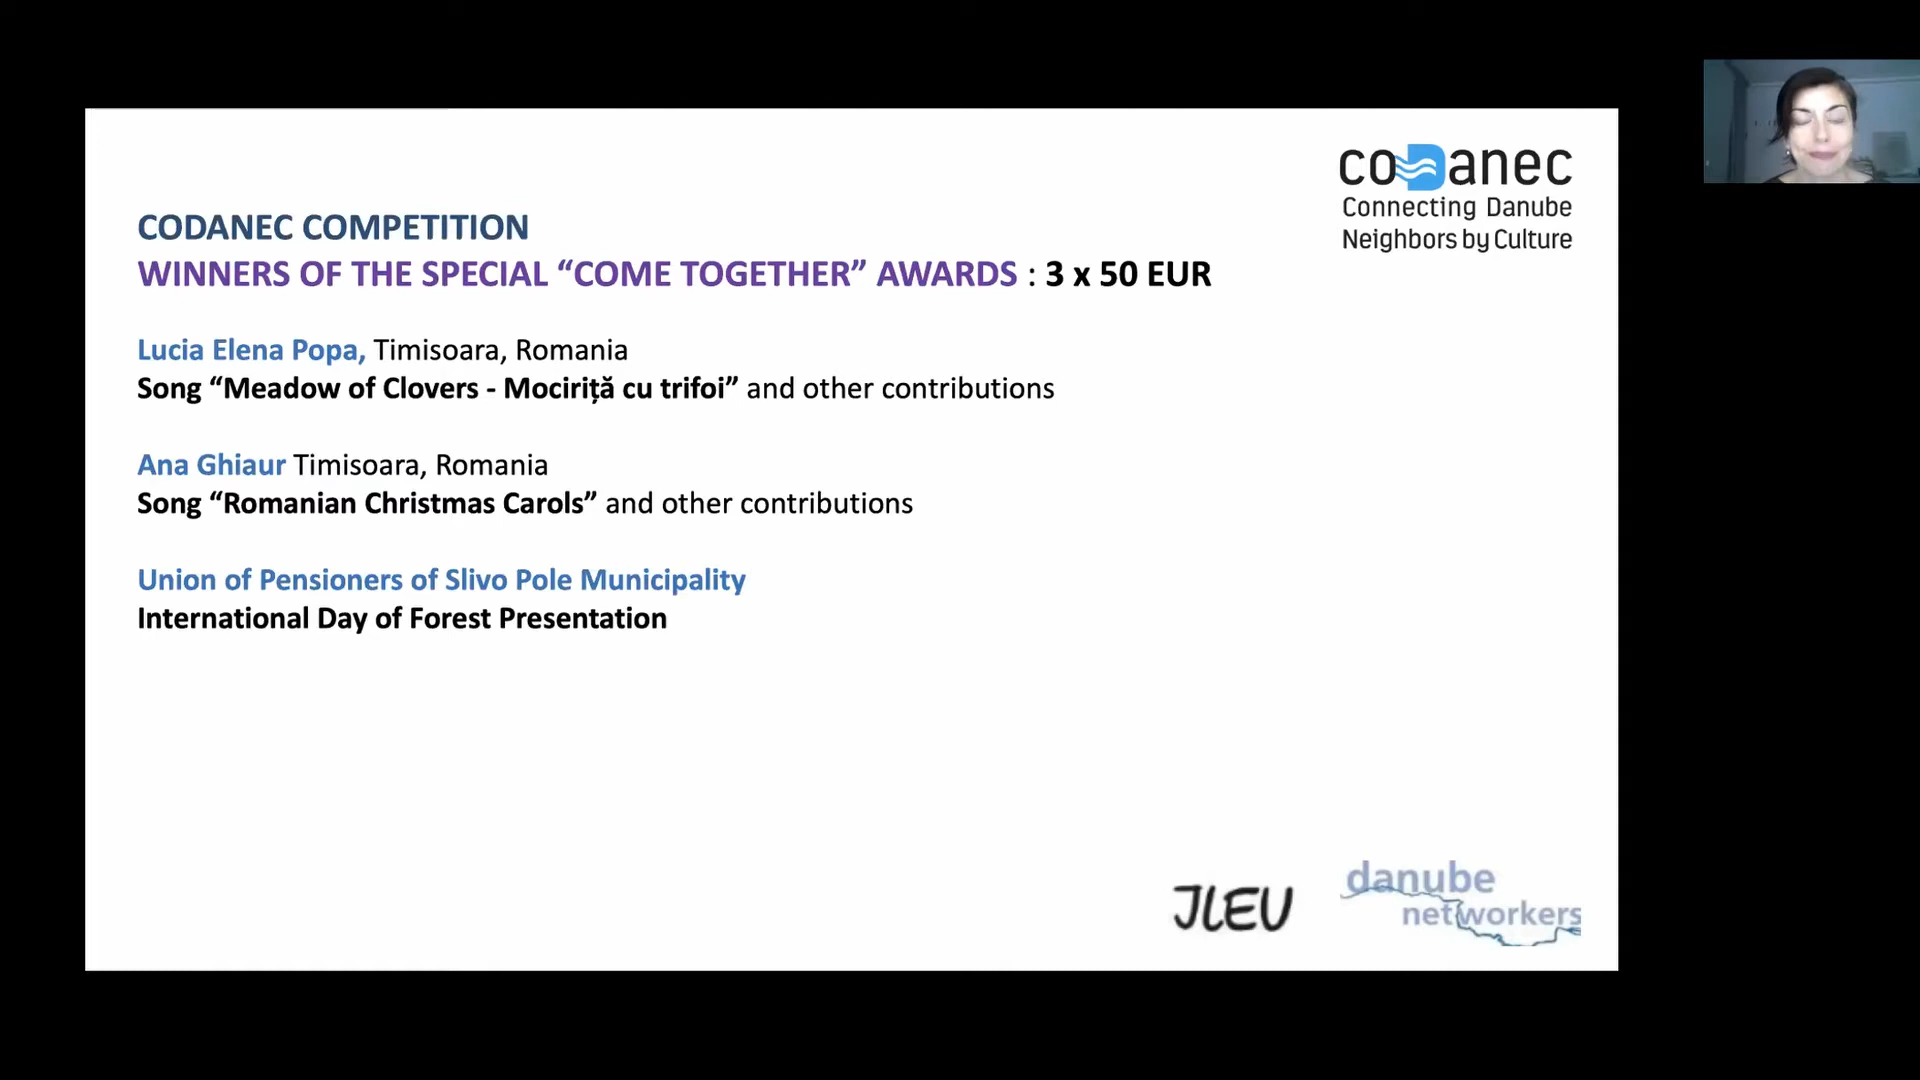 coDanec
Connecting Danube
Neighbors by Culture
CODANEC COMPETITION
WINNERS OF THE SPECIAL “COME TOGETHER” AWARDS : 3 x 50 EUR
Lucia Elena Popa, Timisoara, Romania
Song “Meadow of Clovers - Mociriță cu trifoi” and other contributions
Ana Ghiaur Timisoara, Romania
Song “Romanian Christmas Carols” and other contributions
Union of Pensioners of Slivo Pole Municipality
International Day of Forest Presentation
JLEU
danube
networkers